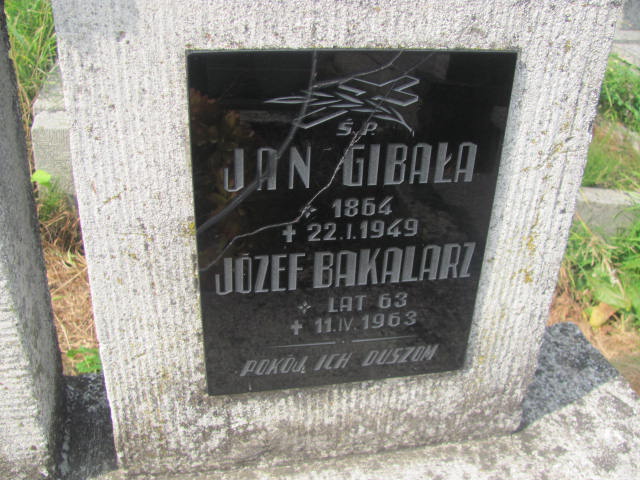 Ś.P.
JAN GIBAŁA
* 1864
+ 22.I.1949
JÓZEF BAKALARZ
* LAT 63
+ 11.IV.1963
POKÓJ ICH DUSZOM